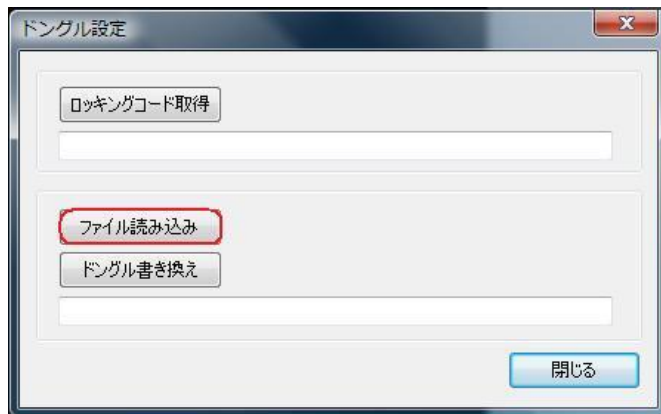 ドングル設定
ロッキングコード取得
ファイル読み込み
ドングル書き換え
閉じる